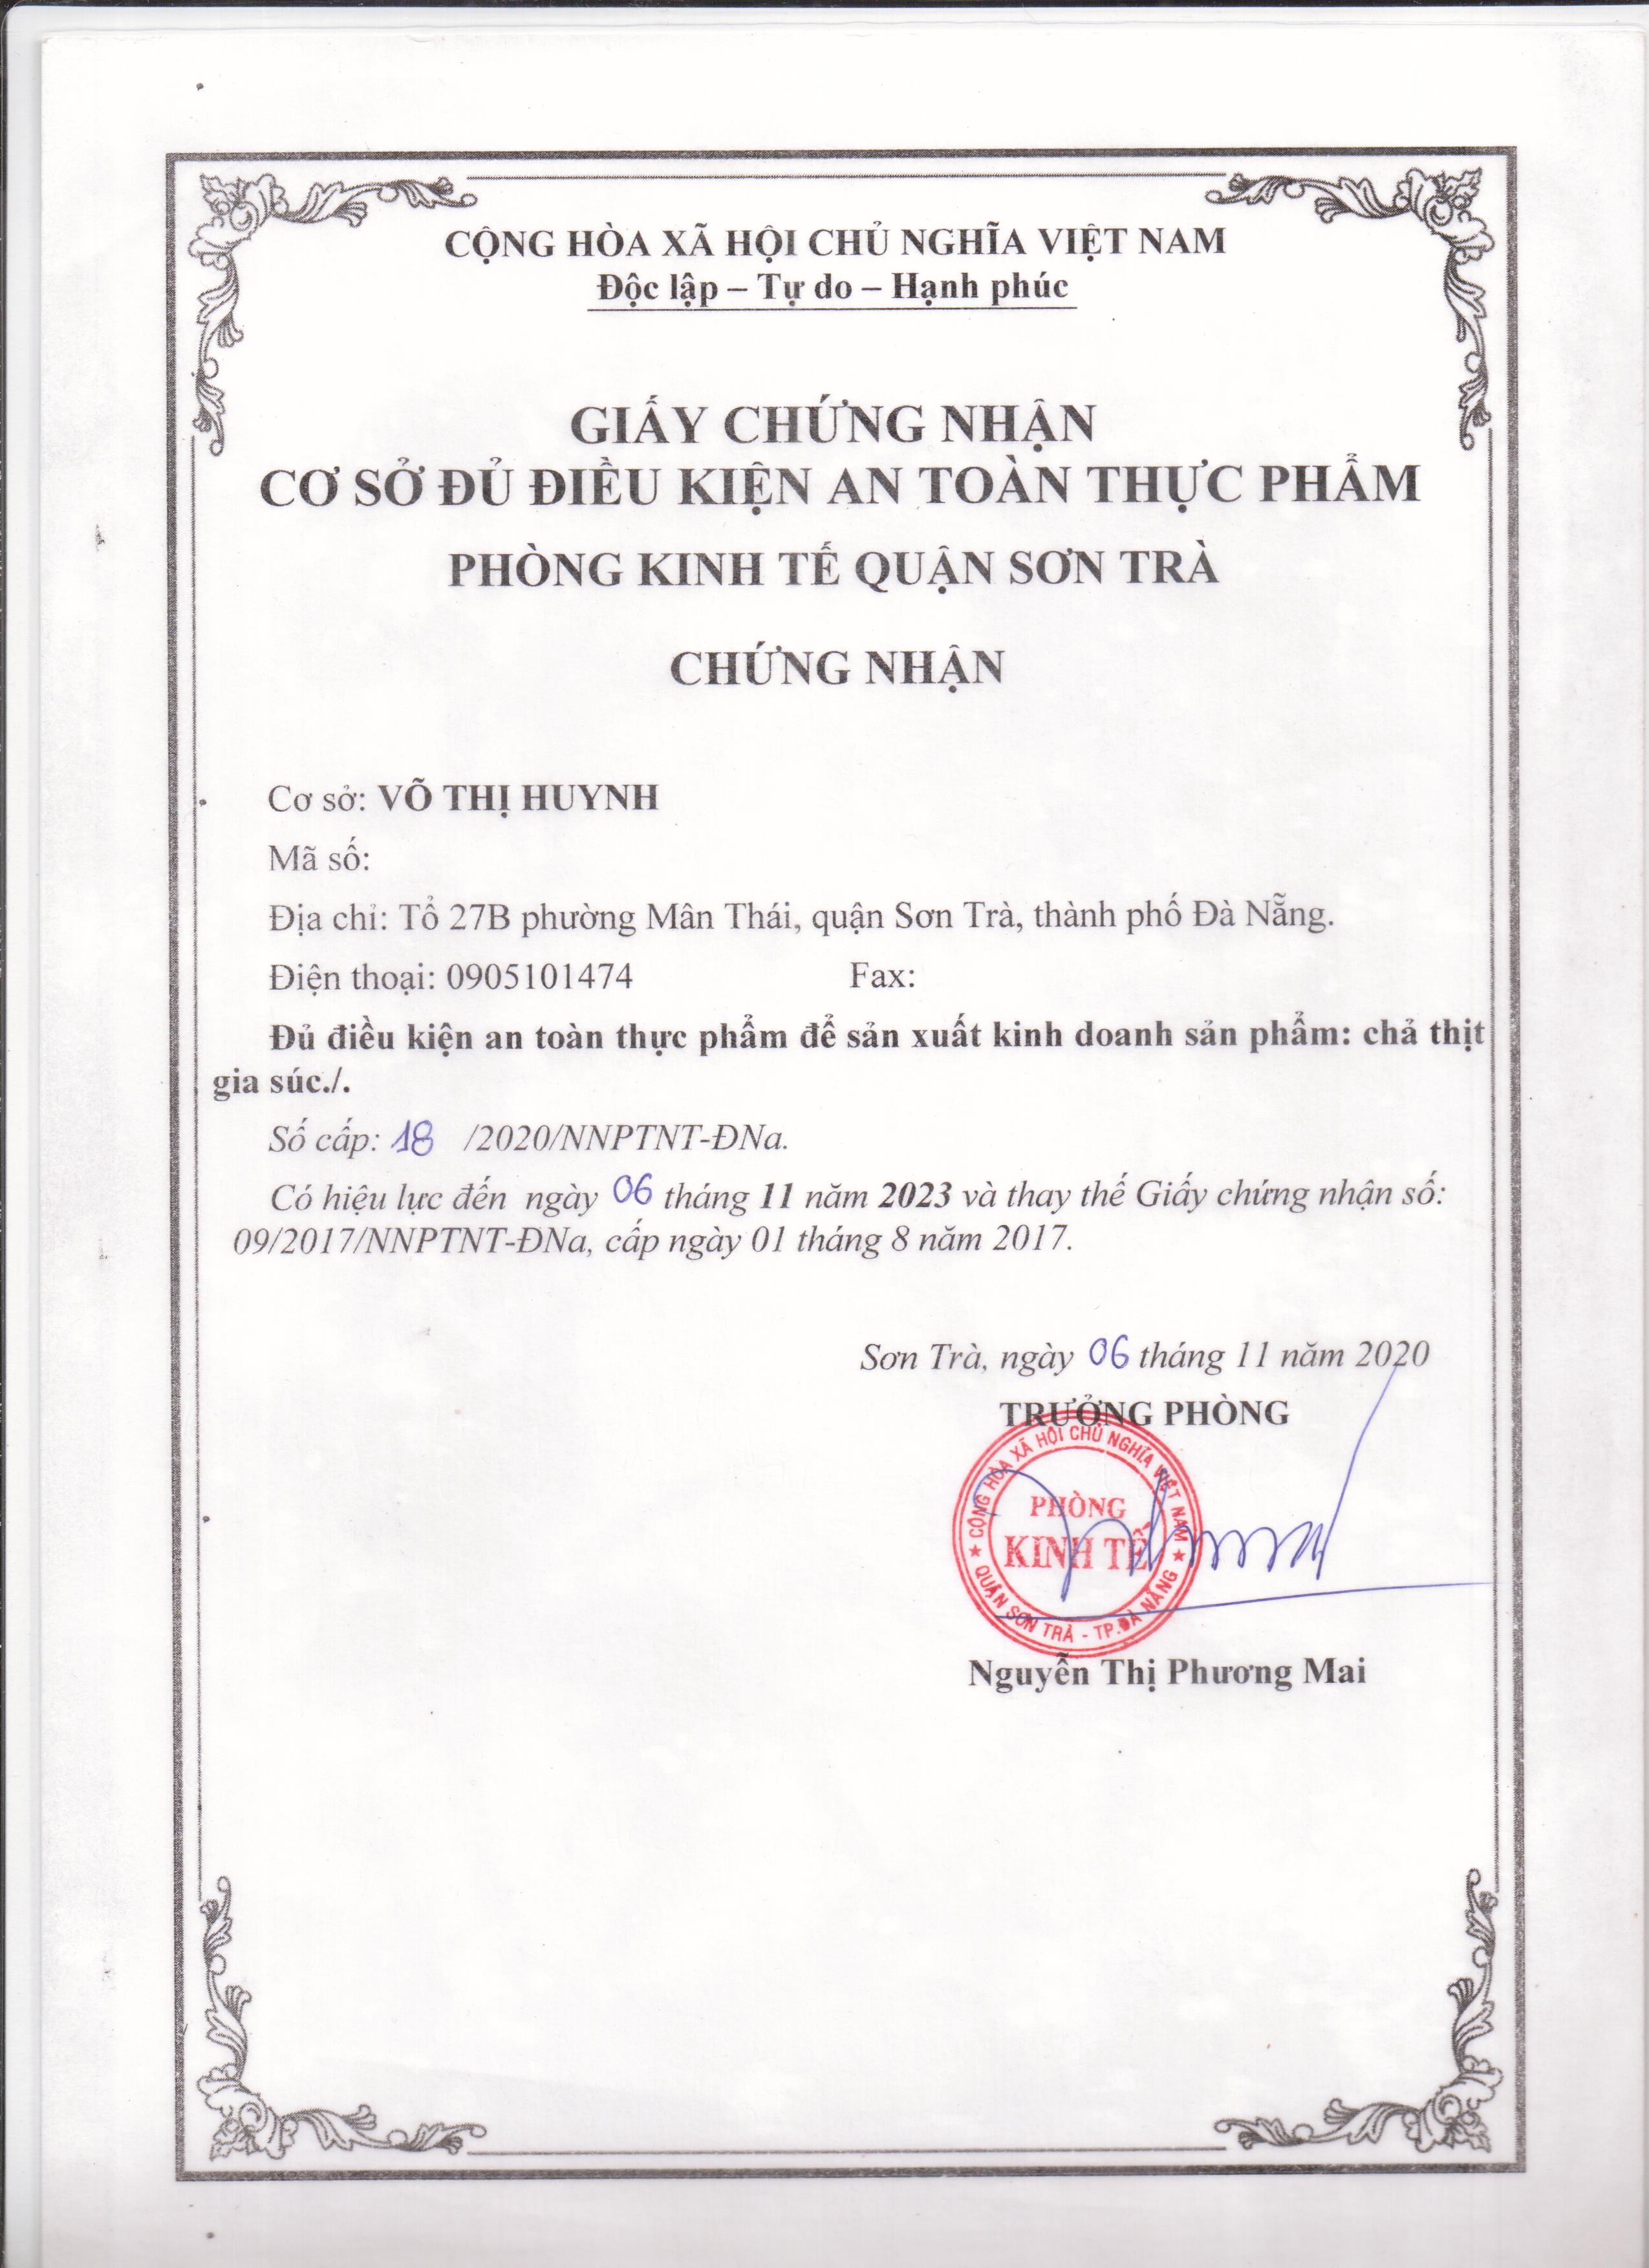 CỘNG HÒA XÃ HỘI CHỦ NGHĨA VIỆT NAM
Độc lập – Tự do – Hạnh phúc
GIẤY CHỨNG NHẬN
CƠ SỞ ĐỦ ĐIỀU KIỆN AN TOÀN THỰC PHẨM
PHÒNG KINH TẾ QUẬN SƠN TRÀ
CHỨNG NHẬN
Cơ sở: VÕ THỊ HUYNH
Mã số:
Địa chỉ: Tổ 27B phường Mân Thái, quận Sơn Trà, thành phố Đà Nẵng.
Điện thoại: 0905101474 Fax:
Đủ điều kiện an toàn thực phẩm để sản xuất kinh doanh sản phẩm: chả thịt
gia súc./.
Số cấp: 18 /2020/NNPTNT-ĐNa.
Có hiệu lực đến ngày 06 tháng 11 năm 2023 và thay thế Giấy chứng nhận số:
09/2017/NNPTNT-ĐNa, cấp ngày 01 tháng 8 năm 2017.
Sơn Trà, ngày 06 tháng 11 năm 2020
TRƯỞNG PHÒNG
CỘNG HÒA XÃ HỘI CHỦ NGHĨA VIỆT NAM
PHÒNG
KINH TẾ
QUẬN SƠN TRÀ - TP.ĐÀ NẴNG
Nguyễn Thị Phương Mai